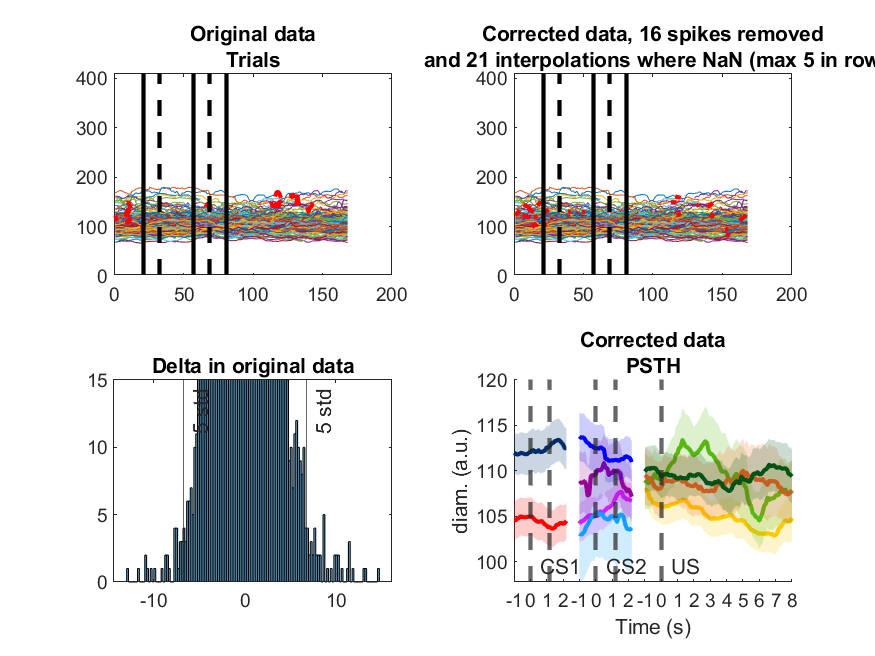 Original data
Trials
400
300
200
100
0
0 50 100 150 200
Corrected data, 16 spikes removed
and 21 interpolations where NaN (max 5 in row
400
300
200
100
0
0 50 100 150 200
Delta in original data
15
10
5
0
-10 0 10
5 std
5 std
Corrected data
PSTH
120
115
110
105
100
diam. (a.u.)
CS1 CS2 US
-1 0 1 2 -1 0 1 2 -1 0 1 2 3 4 5 6 7 8
Time (s)